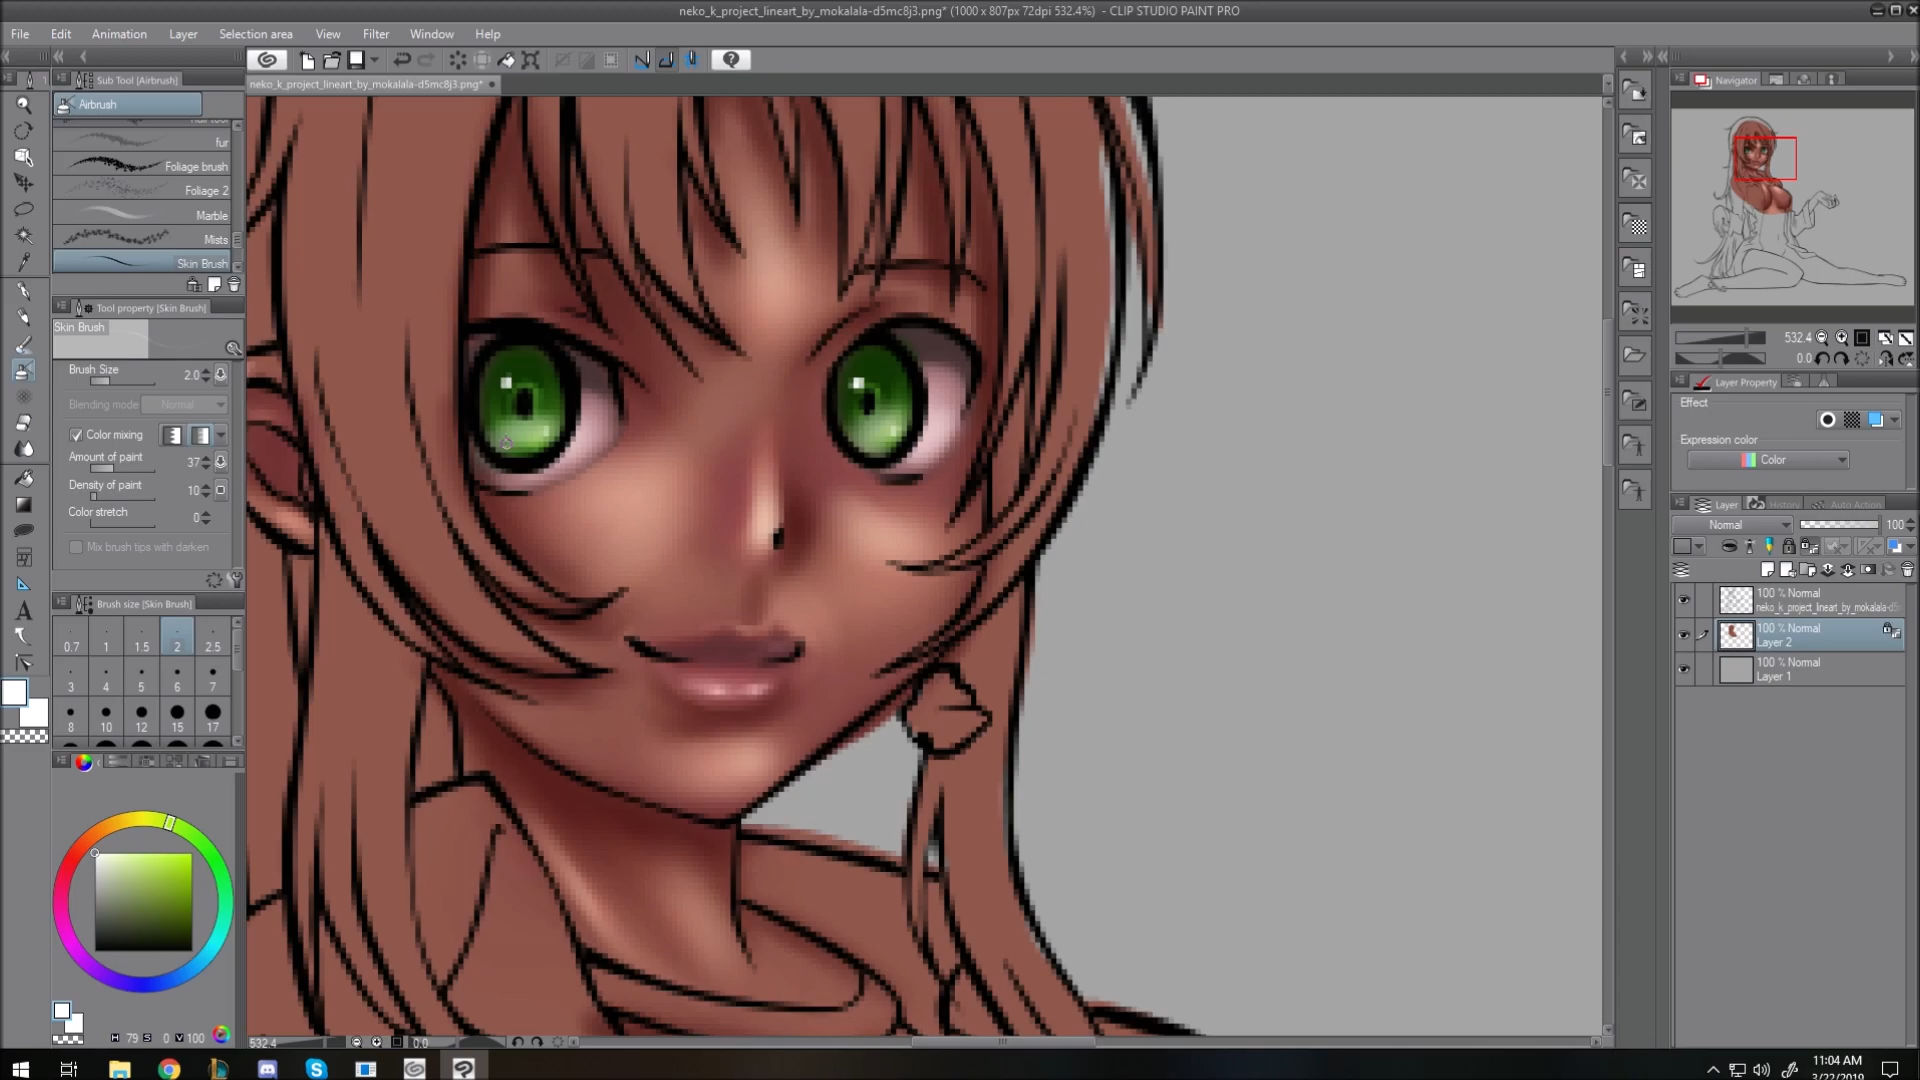 neko_k_project_lineart_by_mokalala-d5mc8j3.png* (1000 x 807px 72dpi 532.4%) - CLIP STUDIO PAINT PRO
File Edit Animation Layer Selection area View Filter Window Help
neko_k_project_lineart_by_mokalala-d5mc8j3.png*
Sub Tool [Airbrush]
Airbrush
fur
Foliage brush
Foliage 2
Marble
Mists
Skin Brush
Tool property [Skin Brush]
Skin Brush
Brush Size 2.0
Blending mode Normal
Color mixing
Amount of paint 37
Density of paint 10
Color stretch 0
Mix brush tips with darken
Brush size [Skin Brush]
0.7 1 1.5 2 2.5
3 4 5 6 7
8 10 12 15 17
H 79 S 0 V 100
532.4 0.0
Navigator
532.4
0.0
Layer Property
Effect
Expression color
Color
Layer History Auto Action
Normal 100
100 % Normal
neko_k_project_lineart_by_mokalala-d5
100 % Normal
Layer 2
100 % Normal
Layer 1
11:04 AM
3/22/2019